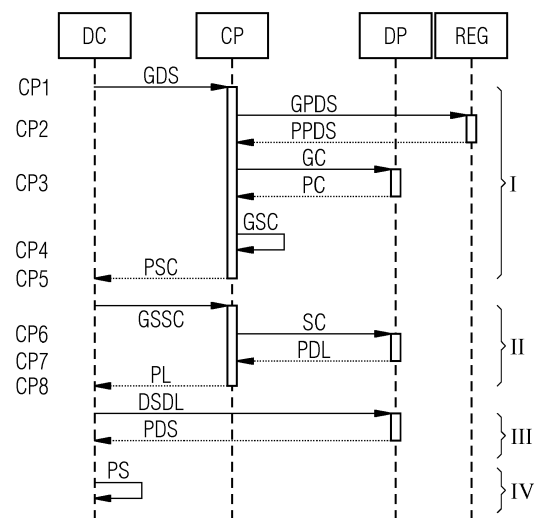 DC CP DP REG
CP1 GDS
GPDS
CP2 PPDS
GC
CP3 PC I
GSC
CP4
PSC
CP5
GSSC
CP6 SC
II
CP7 PDL
CP8 PL
DSDL
PDS III
PS
IV